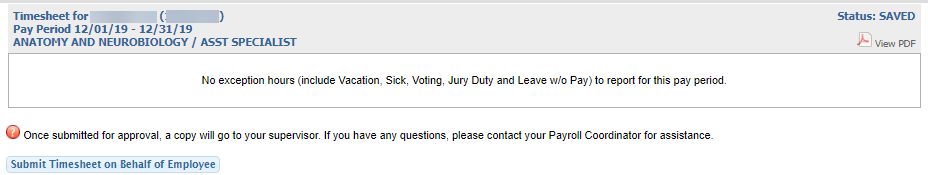 Timesheet for ( )
Status: SAVED
Pay Period 12/01/19 - 12/31/19
ANATOMY AND NEUROBIOLOGY / ASST SPECIALIST
View PDF
No exception hours (include Vacation, Sick, Voting, Jury Duty and Leave w/o Pay) to report for this pay period.
Once submitted for approval, a copy will go to your supervisor. If you have any questions, please contact your Payroll Coordinator for assistance.
Submit Timesheet on Behalf of Employee